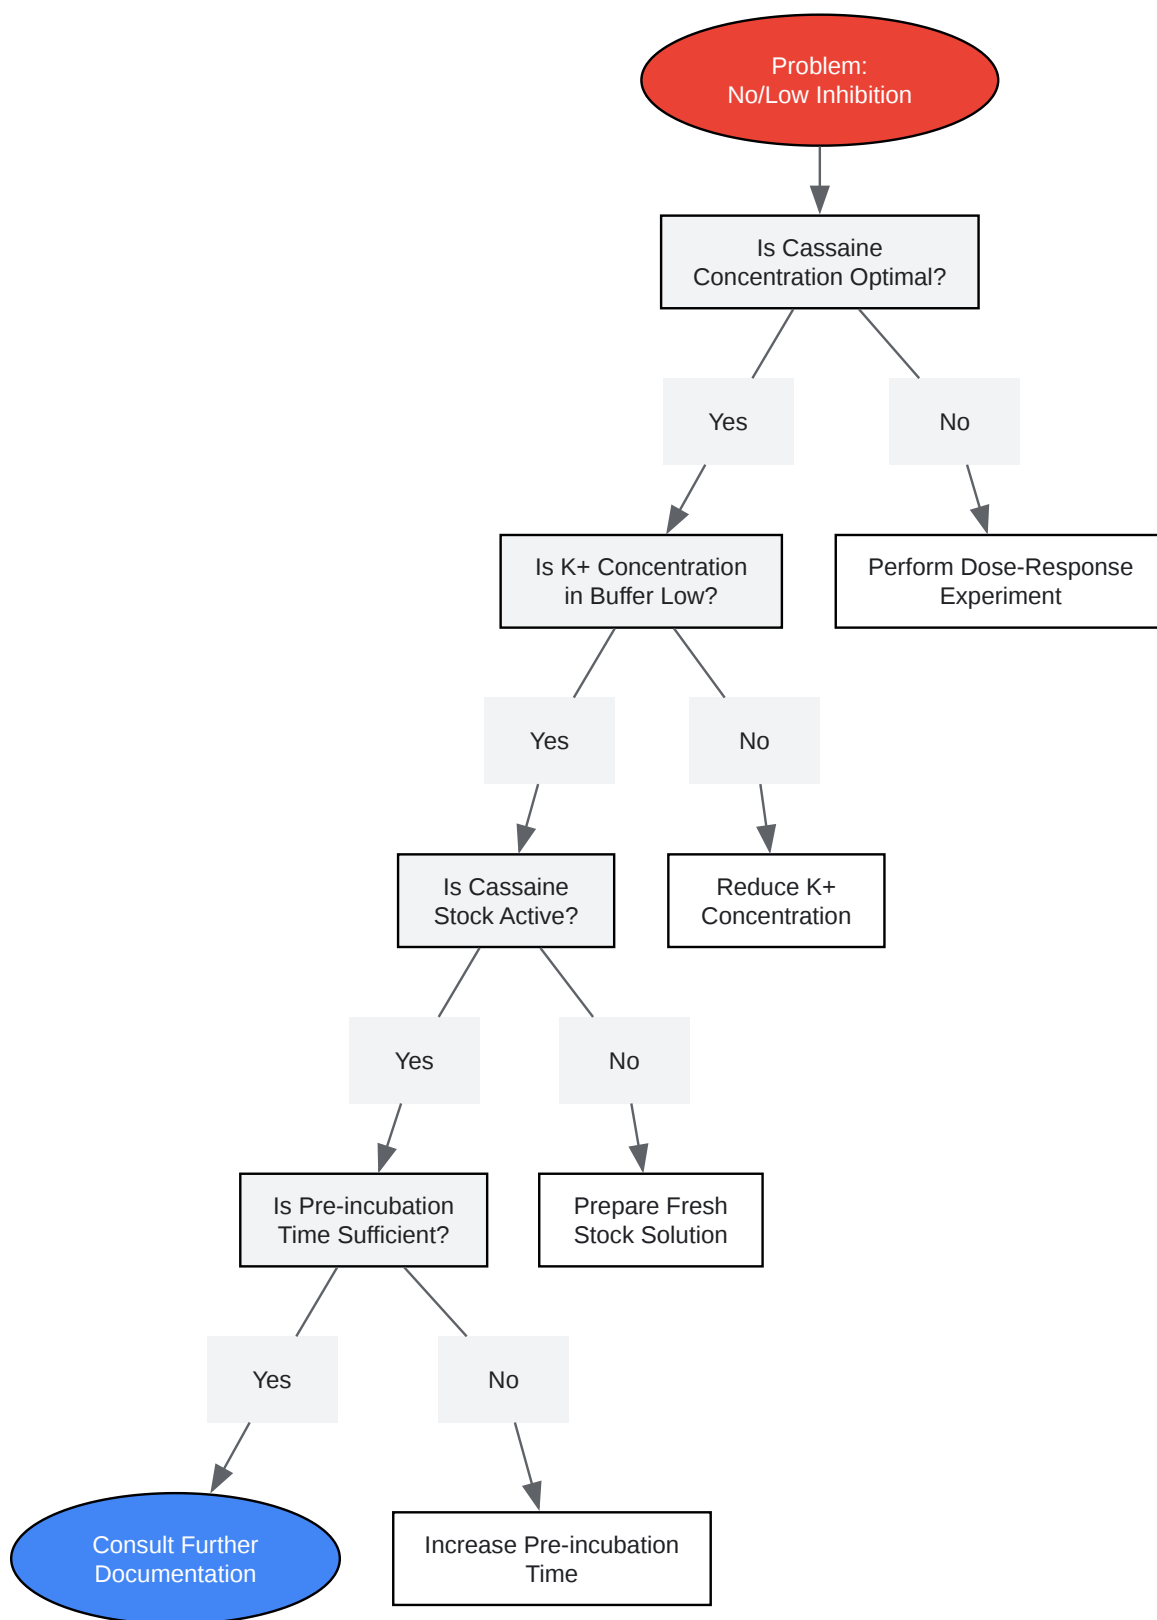 Problem:
No/Low Inhibition
Is Cassaine
Concentration Optimal?
Yes
No
Is K+ Concentration
in Buffer Low?
Perform Dose-Response
Experiment
Yes
No
Is Cassaine
Stock Active?
Reduce K+
Concentration
Yes
No
Is Pre-incubation
Time Sufficient?
Prepare Fresh
Stock Solution
Yes
No
Consult Further
Documentation
Increase Pre-incubation
Time